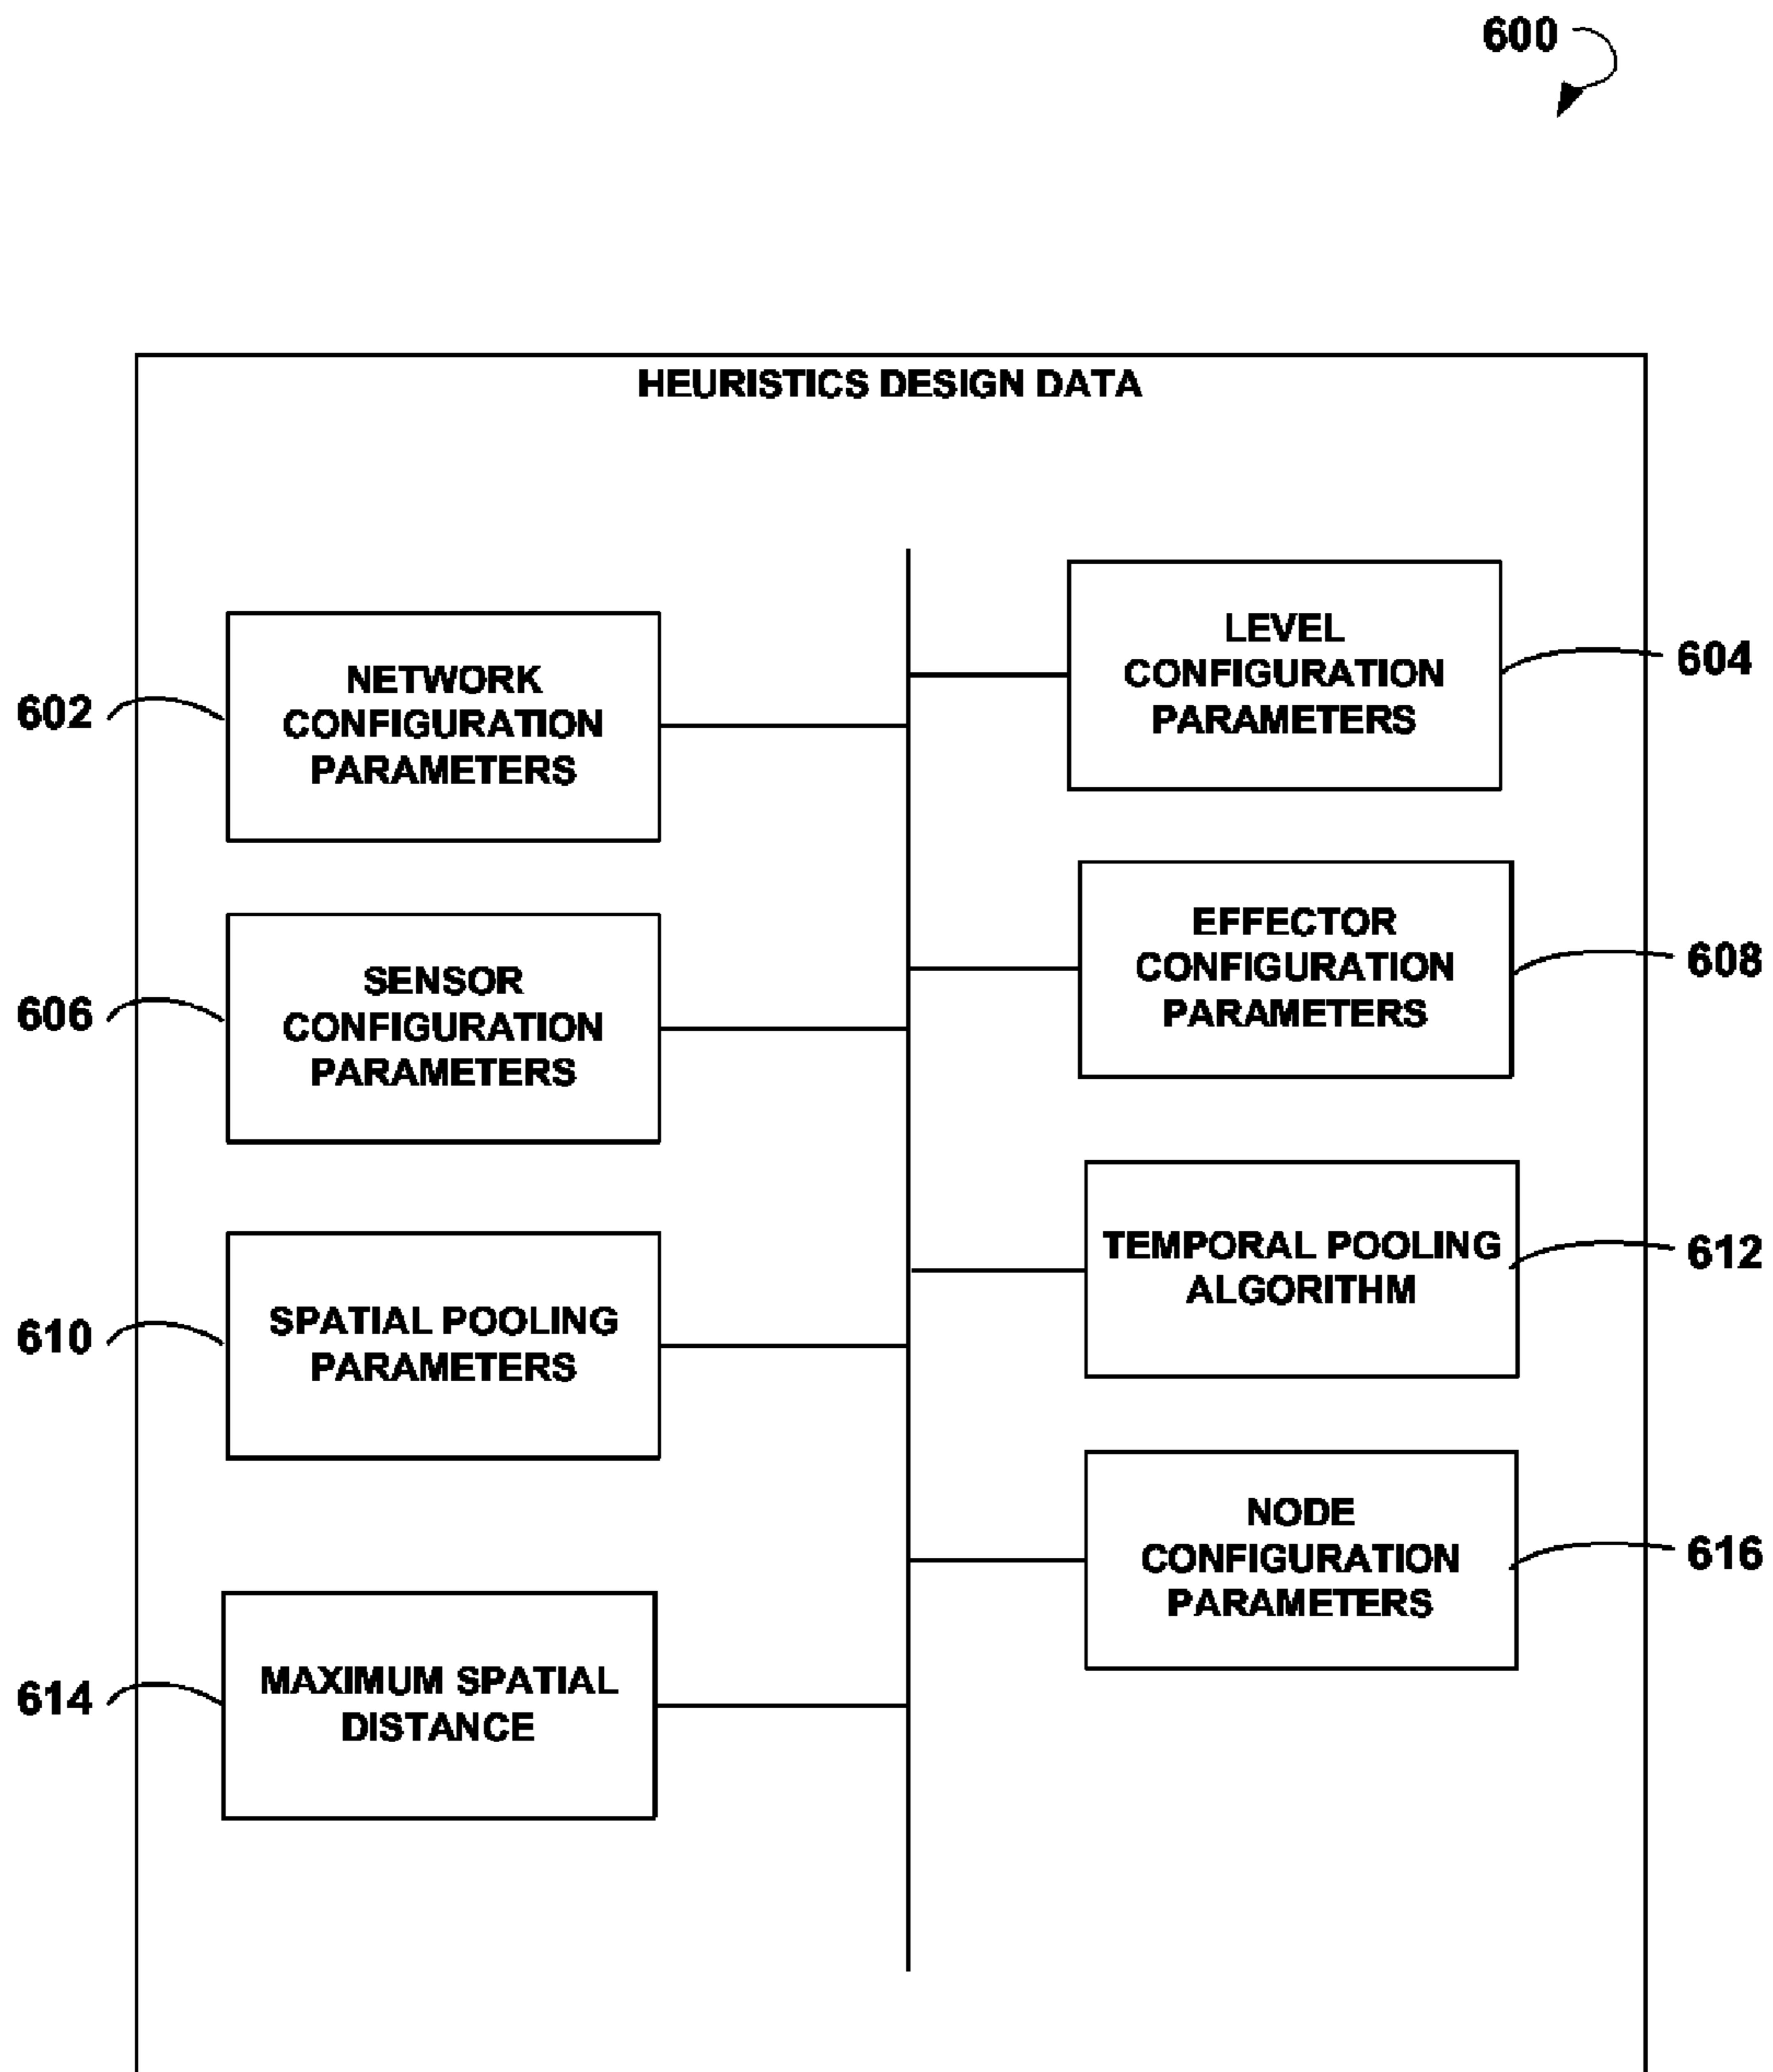 600
HEURISTICS DESIGN DATA
602
NETWORK
CONFIGURATION
PARAMETERS
LEVEL
CONFIGURATION
PARAMETERS
604
606
SENSOR
CONFIGURATION
PARAMETERS
EFFECTOR
CONFIGURATION
PARAMETERS
608
610
SPATIAL POOLING
PARAMETERS
TEMPORAL POOLING
ALGORITHM
612
614
MAXIMUM SPATIAL
DISTANCE
NODE
CONFIGURATION
PARAMETERS
616